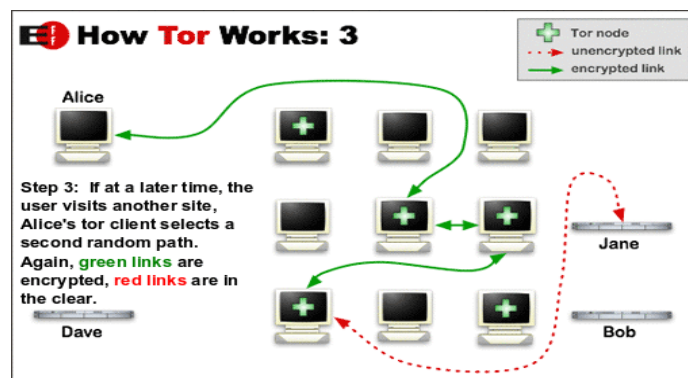 EFF How Tor Works: 3
Tor node
unencrypted link
encrypted link
Alice
Step 3: If at a later time, the
user visits another site,
Alice's tor client selects a
second random path.
Again, green links are
encrypted, red links are in
the clear.
Jane
Dave
Bob